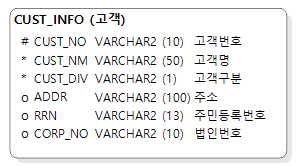 CUST_INFO (고객)
# CUST_NO VARCHAR2 (10) 고객번호
* CUST_NM VARCHAR2 (50) 고객명
* CUST_DIV VARCHAR2 (1) 고객구분
o ADDR VARCHAR2 (100) 주소
o RRN VARCHAR2 (13) 주민등록번호
o CORP_NO VARCHAR2 (10) 법인번호